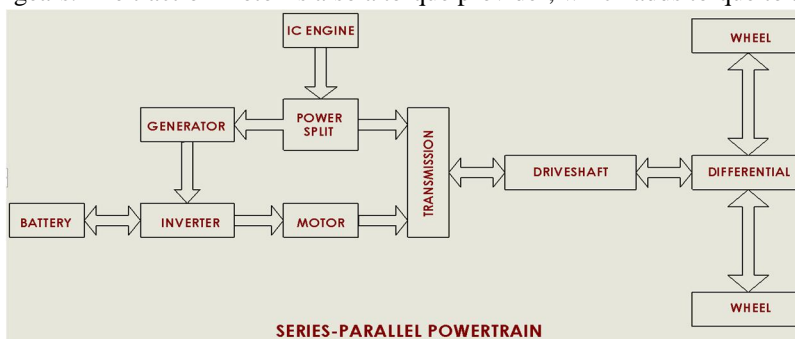 IC ENGINE
WHEEL
GENERATOR
POWER
SPLIT
TRANSMISSION
DRIVESHAFT
DIFFERENTIAL
BATTERY
INVERTER
MOTOR
WHEEL
SERIES-PARALLEL POWERTRAIN